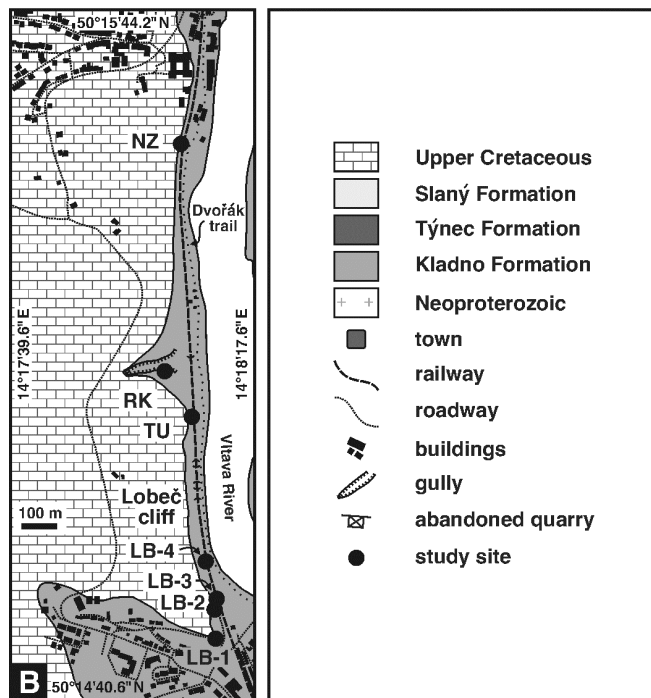 50°15'44.2"N
NZ
Dvořák
trail
14°17'39.6"E
14°18'17.6"E
RK
TU
Vltava River
Lobeč
cliff
100 m
LB-4
LB-3
LB-2
LB-1
B
50°14'40.6"N
Upper Cretaceous
Slaný Formation
Týnec Formation
Kladno Formation
Neoproterozoic
town
railway
roadway
buildings
gully
abandoned quarry
study site